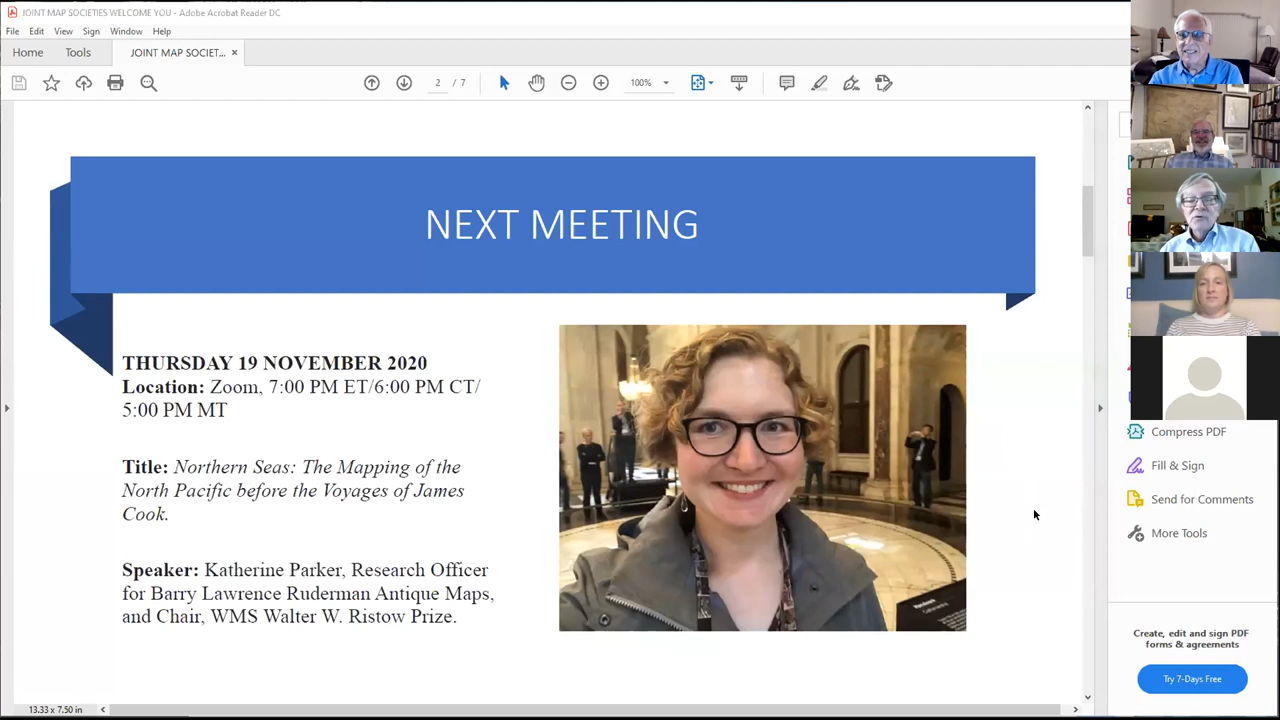 JOINT MAP SOCIETIES WELCOME YOU - Adobe Acrobat Reader DC
File Edit View Sign Window Help
Home Tools JOINT MAP SOCIET... ×
2 / 7 100%
NEXT MEETING
THURSDAY 19 NOVEMBER 2020
Location: Zoom, 7:00 PM ET/6:00 PM CT/
5:00 PM MT
Title: Northern Seas: The Mapping of the
North Pacific before the Voyages of James
Cook.
Speaker: Katherine Parker, Research Officer
for Barry Lawrence Ruderman Antique Maps,
and Chair, WMS Walter W. Ristow Prize.
Compress PDF
Fill & Sign
Send for Comments
More Tools
Create, edit and sign PDF
forms & agreements
Try 7-Days Free
13.33 x 7.50 in